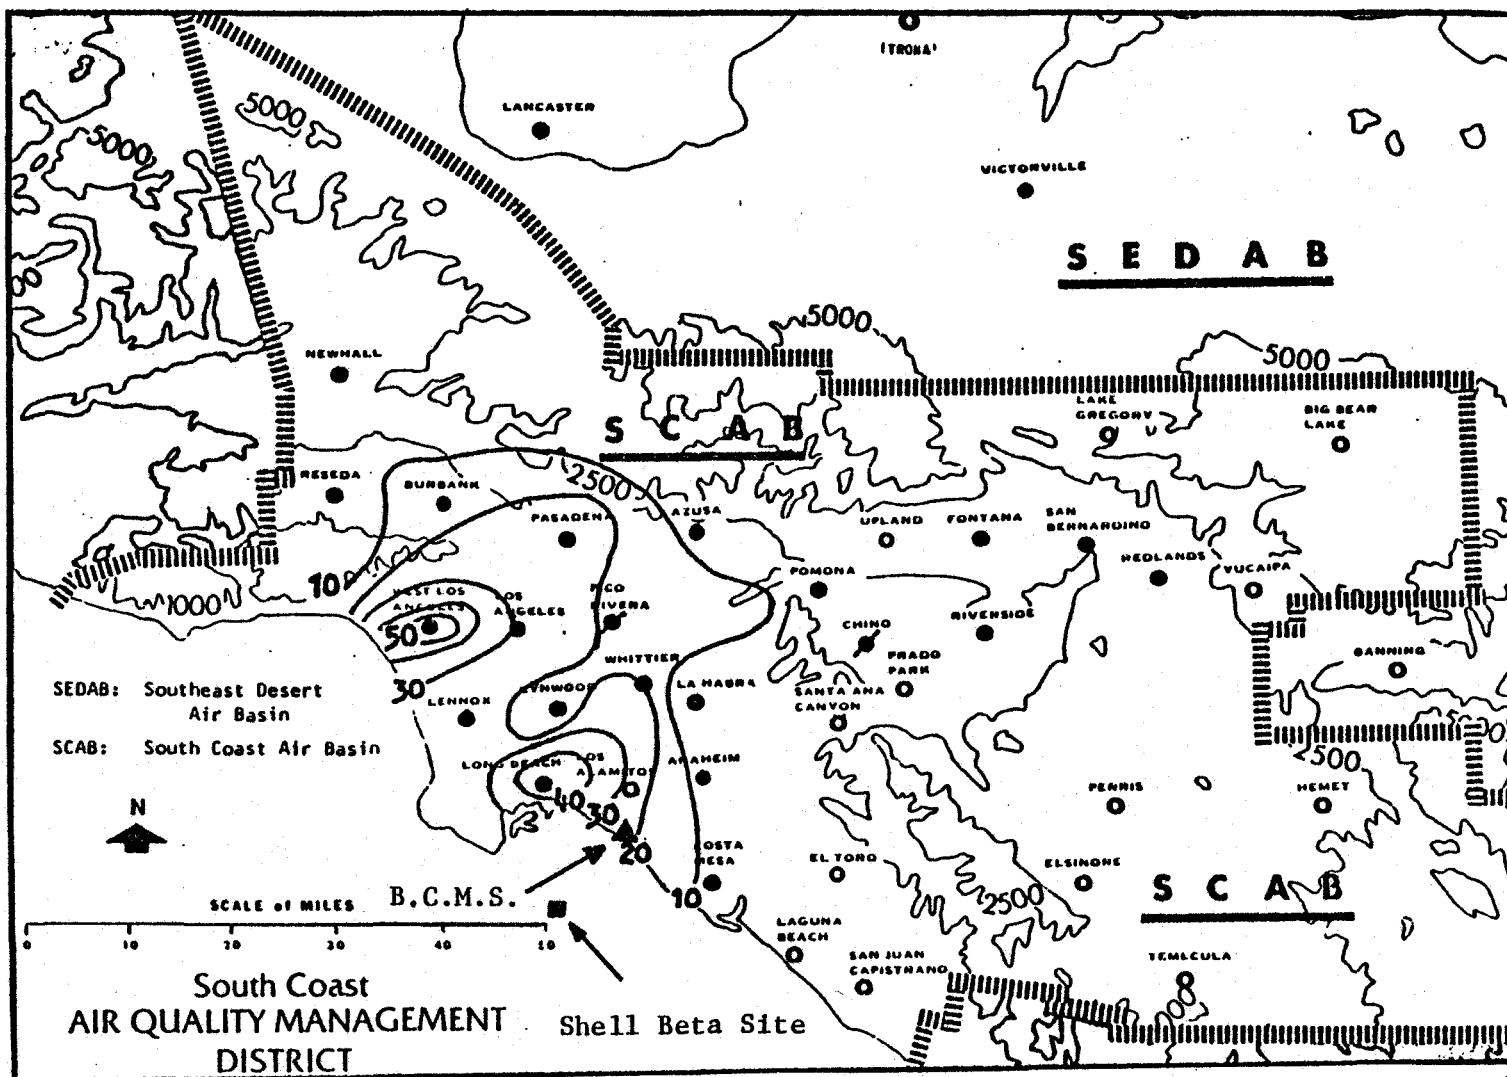 (TRONA)
LANCASTER
5000
5000
VICTORVILLE
S E D A B
5000
5000
NEWHALL
LAKE
GREGORY
BIG BEAR
LAKE
S C A B
2500
RESEDA
BURBANK
PASADENA
AZUSA
UPLAND
FONTANA
SAN
BERNARDINO
REDLANDS
YUCAIPA
POMONA
10
1000
WEST LOS
ANGELES
LOS
ANGELES
PICO
RIVERA
50
CHINO
RIVERSIDE
PRADO
PARK
BANNING
WHITTIER
30
LENNOX
LYNWOOD
LA HABRA
SANTA ANA
CANYON
SEDAB: Southeast Desert
Air Basin
SCAB: South Coast Air Basin
LONG BEACH
LOS
ALAMITOS
ANAHEIM
2500
PERRIS
HEMET
N
40
30
20
COSTA
MESA
EL TORO
ELSINORE
S C A B
2500
10
B.C.M.S.
SCALE of MILES
0 10 20 30 40 50
LAGUNA
BEACH
SAN JUAN
CAPISTRANO
TEMECULA
South Coast
AIR QUALITY MANAGEMENT
DISTRICT
Shell Beta Site